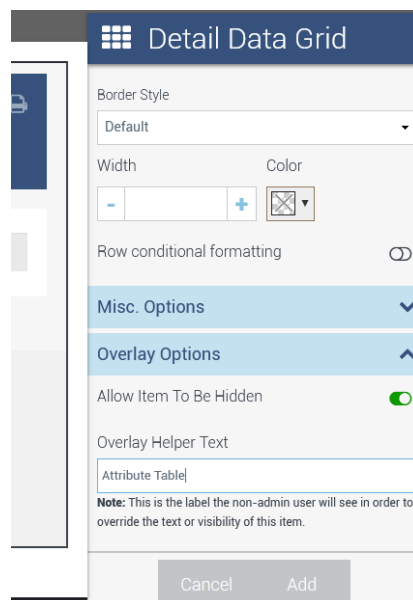 Detail Data Grid
Border Style
Default
Width Color
- +
Row conditional formatting
Misc. Options
Overlay Options
Allow Item To Be Hidden
Overlay Helper Text
Attribute Table
Note: This is the label the non-admin user will see in order to
override the text or visibility of this item.
Cancel Add